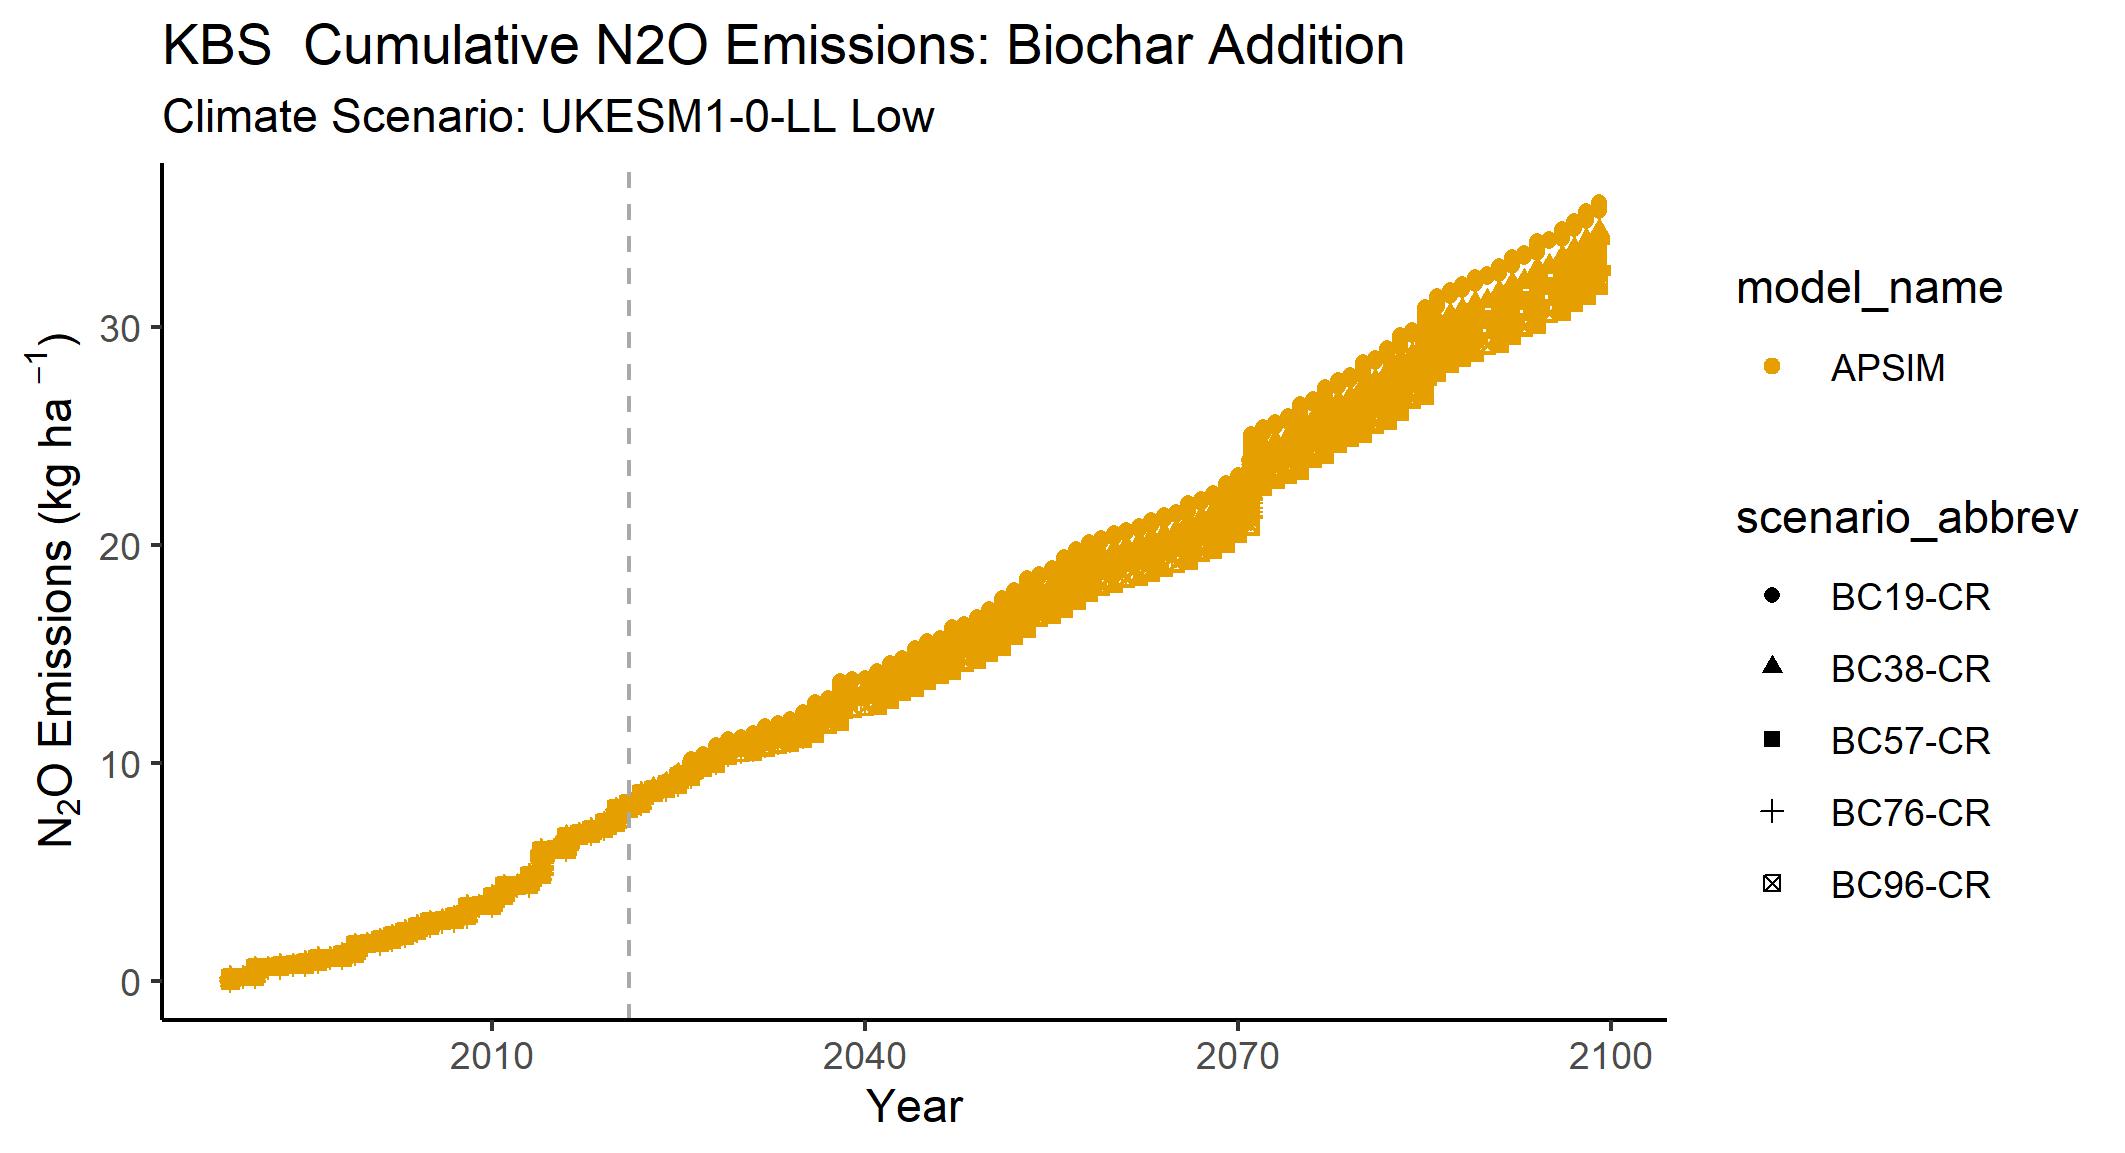 KBS  Cumulative N2O Emissions: Biochar Addition
Climate Scenario: UKESM1-0-LL Low
N₂O Emissions (kg ha ⁻¹)
30
20
10
0
2010 2040 2070 2100
Year
model_name
APSIM
scenario_abbrev
BC19-CR
BC38-CR
BC57-CR
BC76-CR
BC96-CR